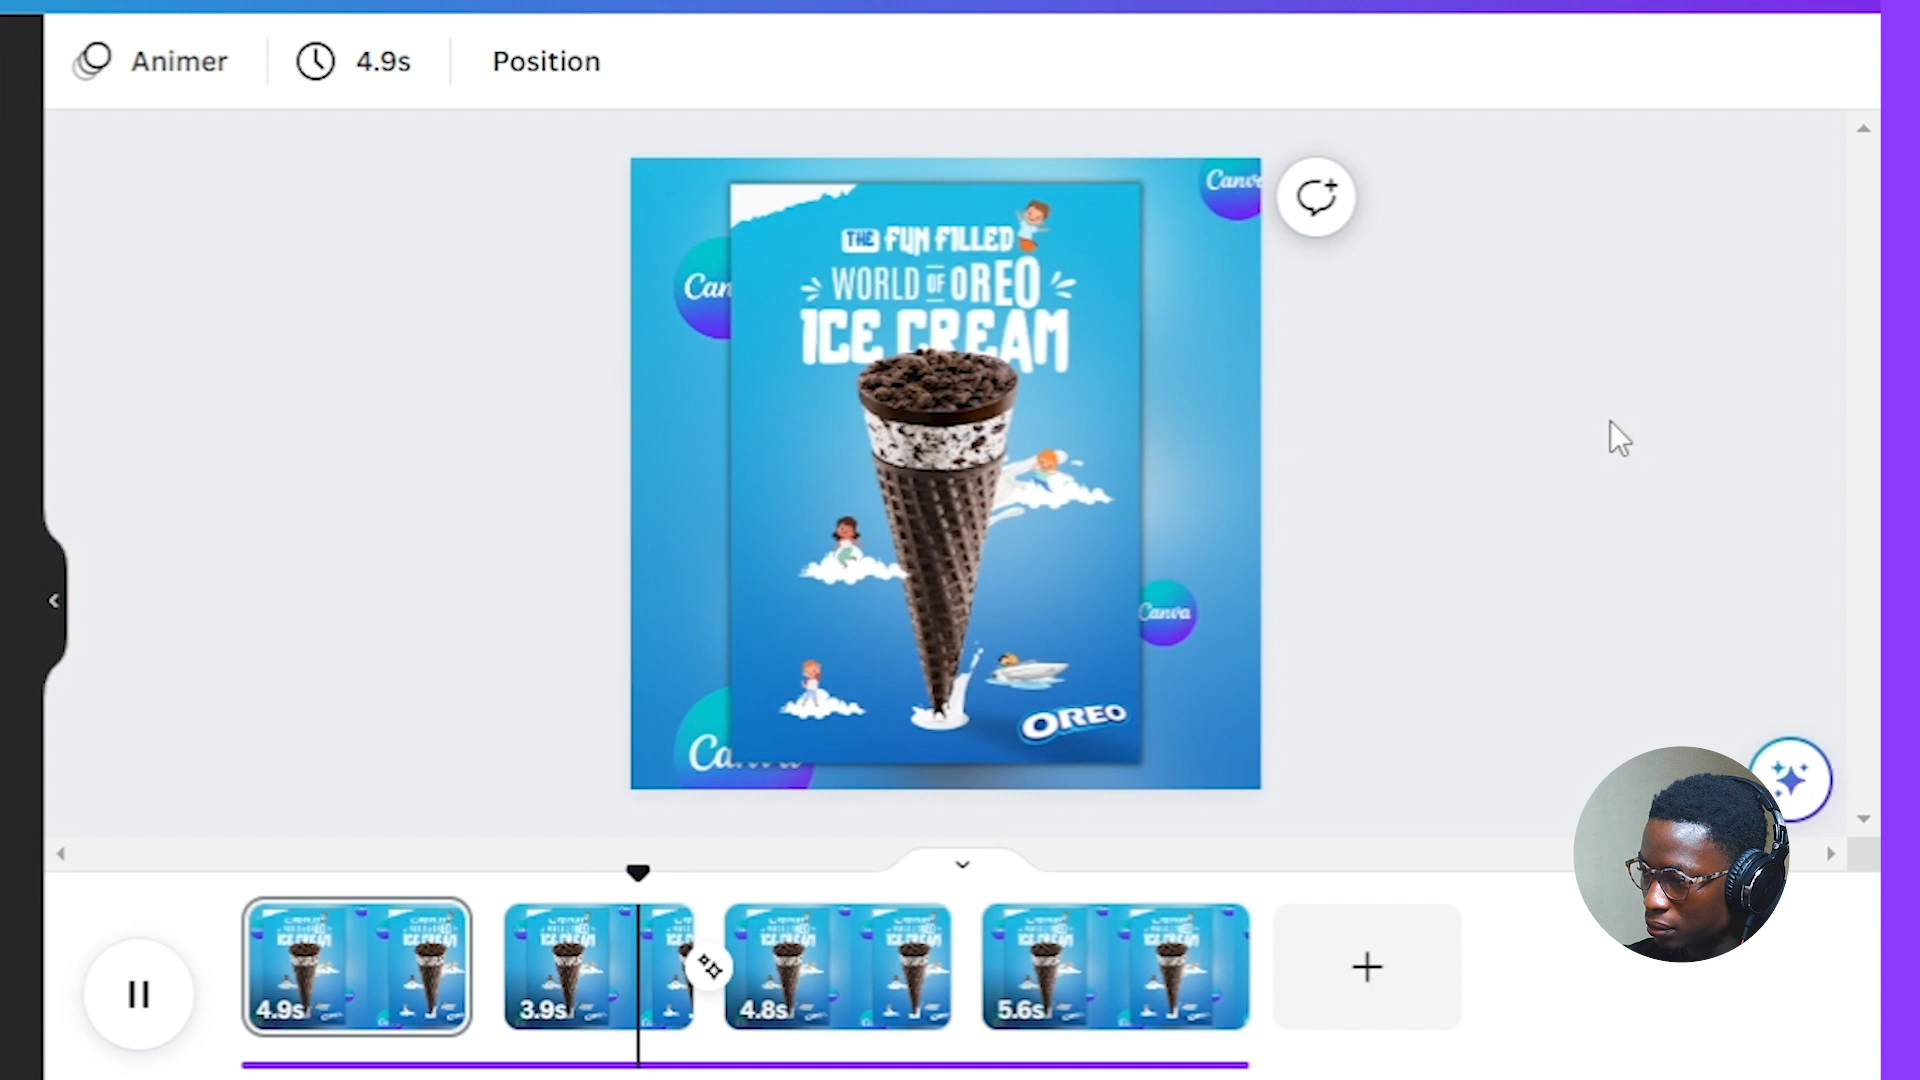 Animer
4.9s
Position
Canva
THE FUN FILLED
WORLD OF OREO
ICE CREAM
Can
Canva
Canva
OREO
4.9s
3.9s
4.8s
5.6s